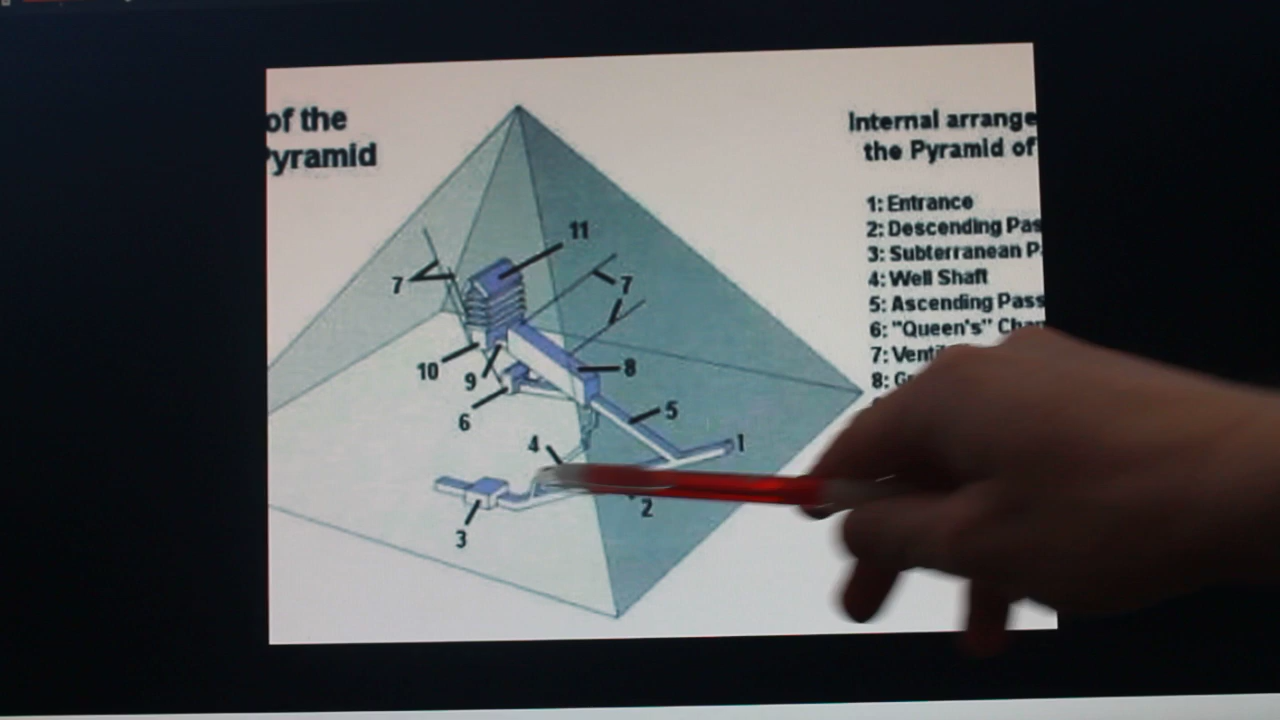 of the
yramid
Internal arrange
the Pyramid of
1: Entrance
2: Descending Pas
3: Subterranean P
4: Well Shaft
5: Ascending Pass
6: "Queen's" Cha
7: Venti
8: G
11
7
7
10
9
8
6
5
4
1
2
3